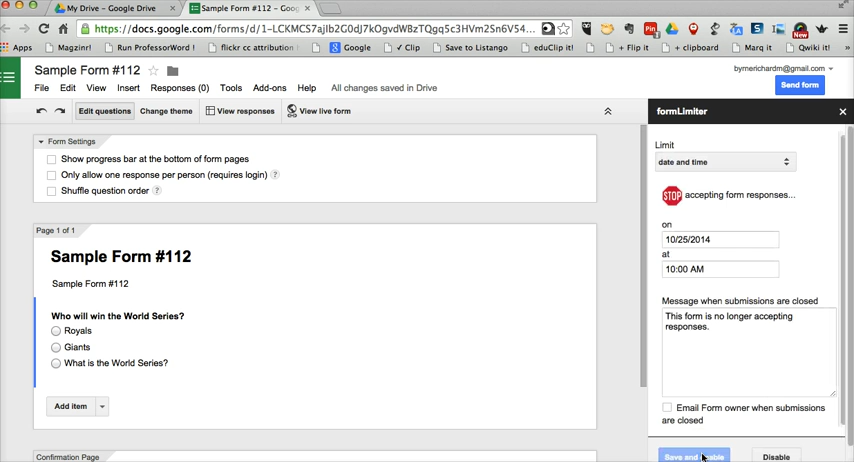 My Drive - Google Drive
Sample Form #112 - Goog
https://docs.google.com/forms/d/1-LCKMCS7ajIb2G0dJ7kOgvdWBzTQgq5c3HVm2Sn6V54...
Pin
New
Apps
Magzinr!
Run ProfessorWord !
flickr cc attribution
Google
✓ Clip
Save to Listango
eduClip it!
+ Flip it
+ clipboard
Marq it
Qwiki it!
»
Sample Form #112
byrnerichardm@gmail.com
File Edit View Insert Responses (0) Tools Add-ons Help All changes saved in Drive
Send form
Edit questions Change theme View responses View live form
formLimiter
Form Settings
Show progress bar at the bottom of form pages
Only allow one response per person (requires login) ?
Shuffle question order ?
Page 1 of 1
Sample Form #112
Sample Form #112
Who will win the World Series?
Royals
Giants
What is the World Series?
Add item
Confirmation Page
Limit
date and time
STOP accepting form responses...
on
10/25/2014
at
10:00 AM
Message when submissions are closed
This form is no longer accepting
responses.
Email Form owner when submissions
are closed
Save and enable
Disable